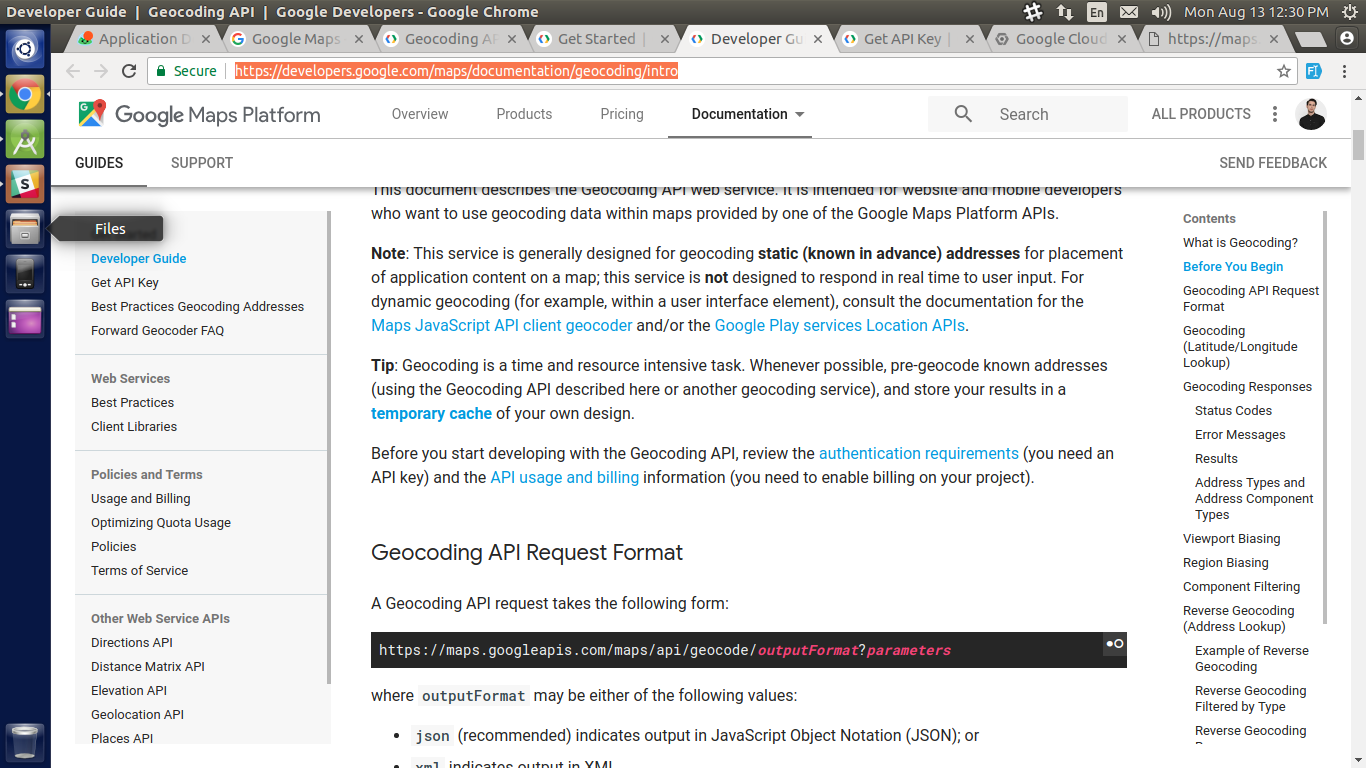 Developer Guide | Geocoding API | Google Developers - Google Chrome
En
Mon Aug 13 12:30 PM
Application D
Google Maps
Geocoding AP
Get Started |
Developer Gu
Get API Key |
Google Cloud
https://maps.
Secure
https://developers.google.com/maps/documentation/geocoding/intro
Google Maps Platform
Overview
Products
Pricing
Documentation
Search
ALL PRODUCTS
GUIDES
SUPPORT
SEND FEEDBACK
Files
Developer Guide
Get API Key
Best Practices Geocoding Addresses
Forward Geocoder FAQ
Web Services
Best Practices
Client Libraries
Policies and Terms
Usage and Billing
Optimizing Quota Usage
Policies
Terms of Service
Other Web Service APIs
Directions API
Distance Matrix API
Elevation API
Geolocation API
Places API
This document describes the Geocoding API web service. It is intended for website and mobile developers
who want to use geocoding data within maps provided by one of the Google Maps Platform APIs.
Note: This service is generally designed for geocoding static (known in advance) addresses for placement
of application content on a map; this service is not designed to respond in real time to user input. For
dynamic geocoding (for example, within a user interface element), consult the documentation for the
Maps JavaScript API client geocoder and/or the Google Play services Location APIs.
Tip: Geocoding is a time and resource intensive task. Whenever possible, pre-geocode known addresses
(using the Geocoding API described here or another geocoding service), and store your results in a
temporary cache of your own design.
Before you start developing with the Geocoding API, review the authentication requirements (you need an
API key) and the API usage and billing information (you need to enable billing on your project).
Geocoding API Request Format
A Geocoding API request takes the following form:
https://maps.googleapis.com/maps/api/geocode/outputFormat?parameters
where outputFormat may be either of the following values:
• json (recommended) indicates output in JavaScript Object Notation (JSON); or
• xml indicates output in XML
Contents
What is Geocoding?
Before You Begin
Geocoding API Request
Format
Geocoding
(Latitude/Longitude
Lookup)
Geocoding Responses
Status Codes
Error Messages
Results
Address Types and
Address Component
Types
Viewport Biasing
Region Biasing
Component Filtering
Reverse Geocoding
(Address Lookup)
Example of Reverse
Geocoding
Reverse Geocoding
Filtered by Type
Reverse Geocoding